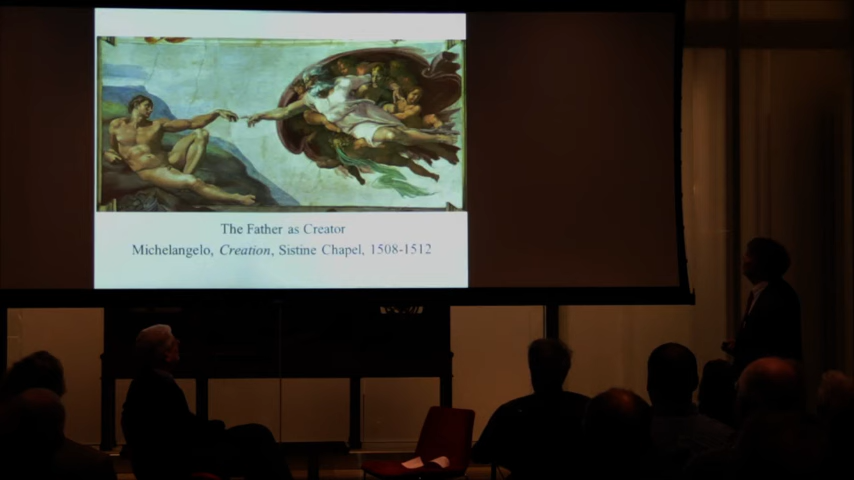 The Father as Creator
Michelangelo, Creation, Sistine Chapel, 1508-1512